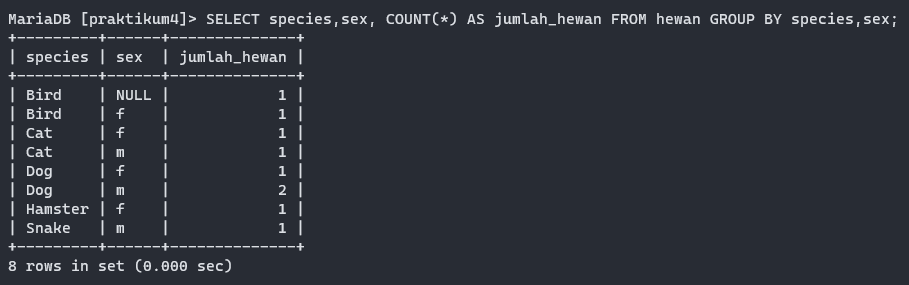 MariaDB [praktikum4]> SELECT species,sex, COUNT(*) AS jumlah_hewan FROM hewan GROUP BY species,sex;
+---------+------+--------------+
| species | sex  | jumlah_hewan |
+---------+------+--------------+
| Bird    | NULL |            1 |
| Bird    | f    |            1 |
| Cat     | f    |            1 |
| Cat     | m    |            1 |
| Dog     | f    |            1 |
| Dog     | m    |            2 |
| Hamster | f    |            1 |
| Snake   | m    |            1 |
+---------+------+--------------+
8 rows in set (0.000 sec)